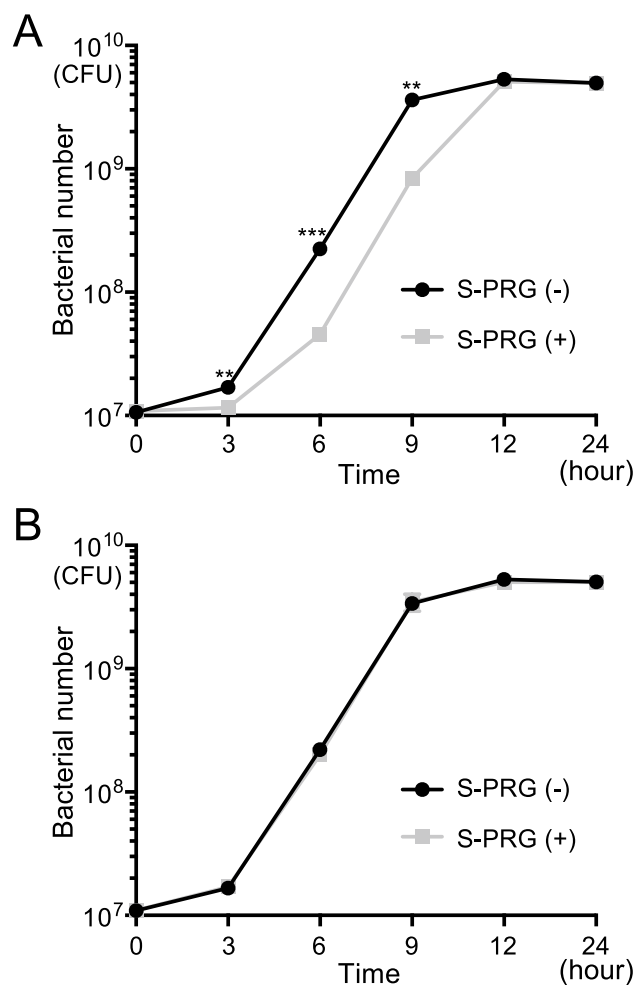 A
10^10
(CFU)
10^9
10^8
10^7
Bacterial number
**
***
**
S-PRG (-)
S-PRG (+)
0 3 6 9 12 24
Time (hour)
B
10^10
(CFU)
10^9
10^8
10^7
Bacterial number
S-PRG (-)
S-PRG (+)
0 3 6 9 12 24
Time (hour)